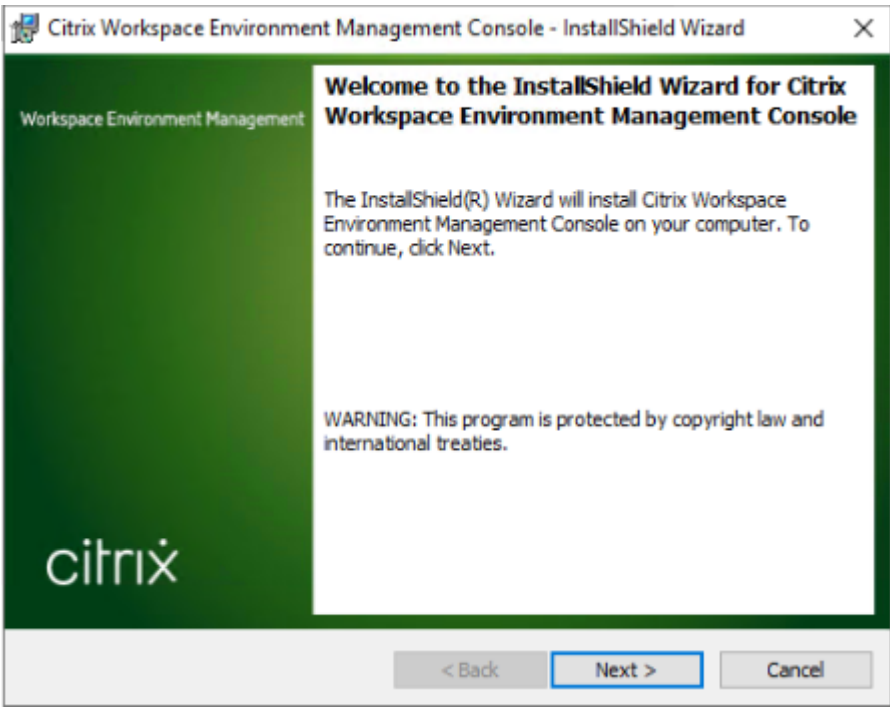 Citrix Workspace Environment Management Console - InstallShield Wizard
Workspace Environment Management
Welcome to the InstallShield Wizard for Citrix
Workspace Environment Management Console
The InstallShield(R) Wizard will install Citrix Workspace
Environment Management Console on your computer. To
continue, click Next.
WARNING: This program is protected by copyright law and
international treaties.
citrix
< Back
Next >
Cancel